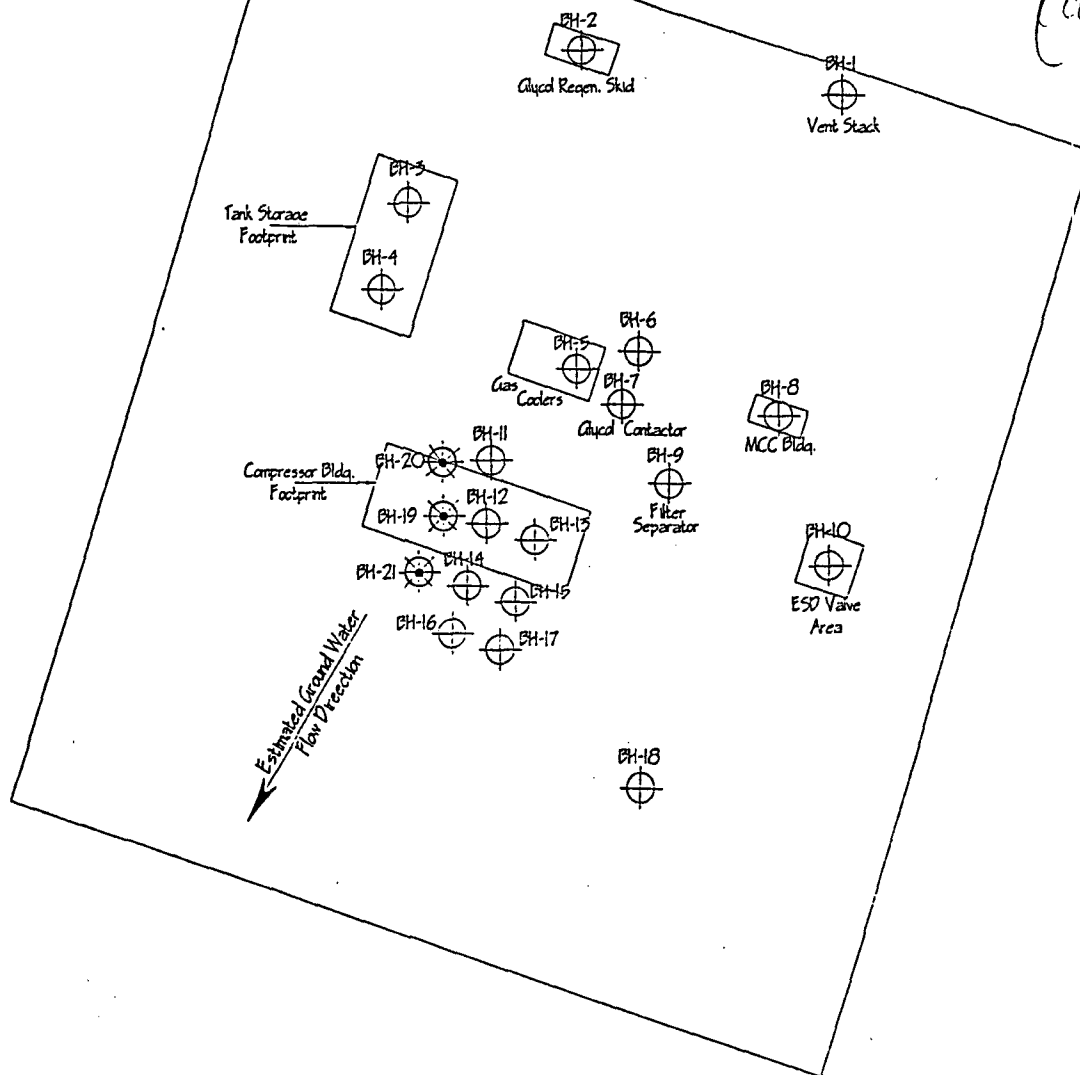 BH-2
Glycol Regen. Skid
BH-1
Vent Stack
BH-3
Tank Storage
Footprint
BH-4
BH-6
BH-5
BH-7
Gas
Coolers
Glycol Contactor
BH-8
MCC Bldg.
BH-11
BH-20
BH-9
Filter
Separator
Compressor Bldg.
Footprint
BH-12
BH-19
BH-13
BH-10
ESD Valve
Area
BH-14
BH-21
BH-15
BH-16
BH-17
Estimated Ground Water
Flow Direection
BH-18